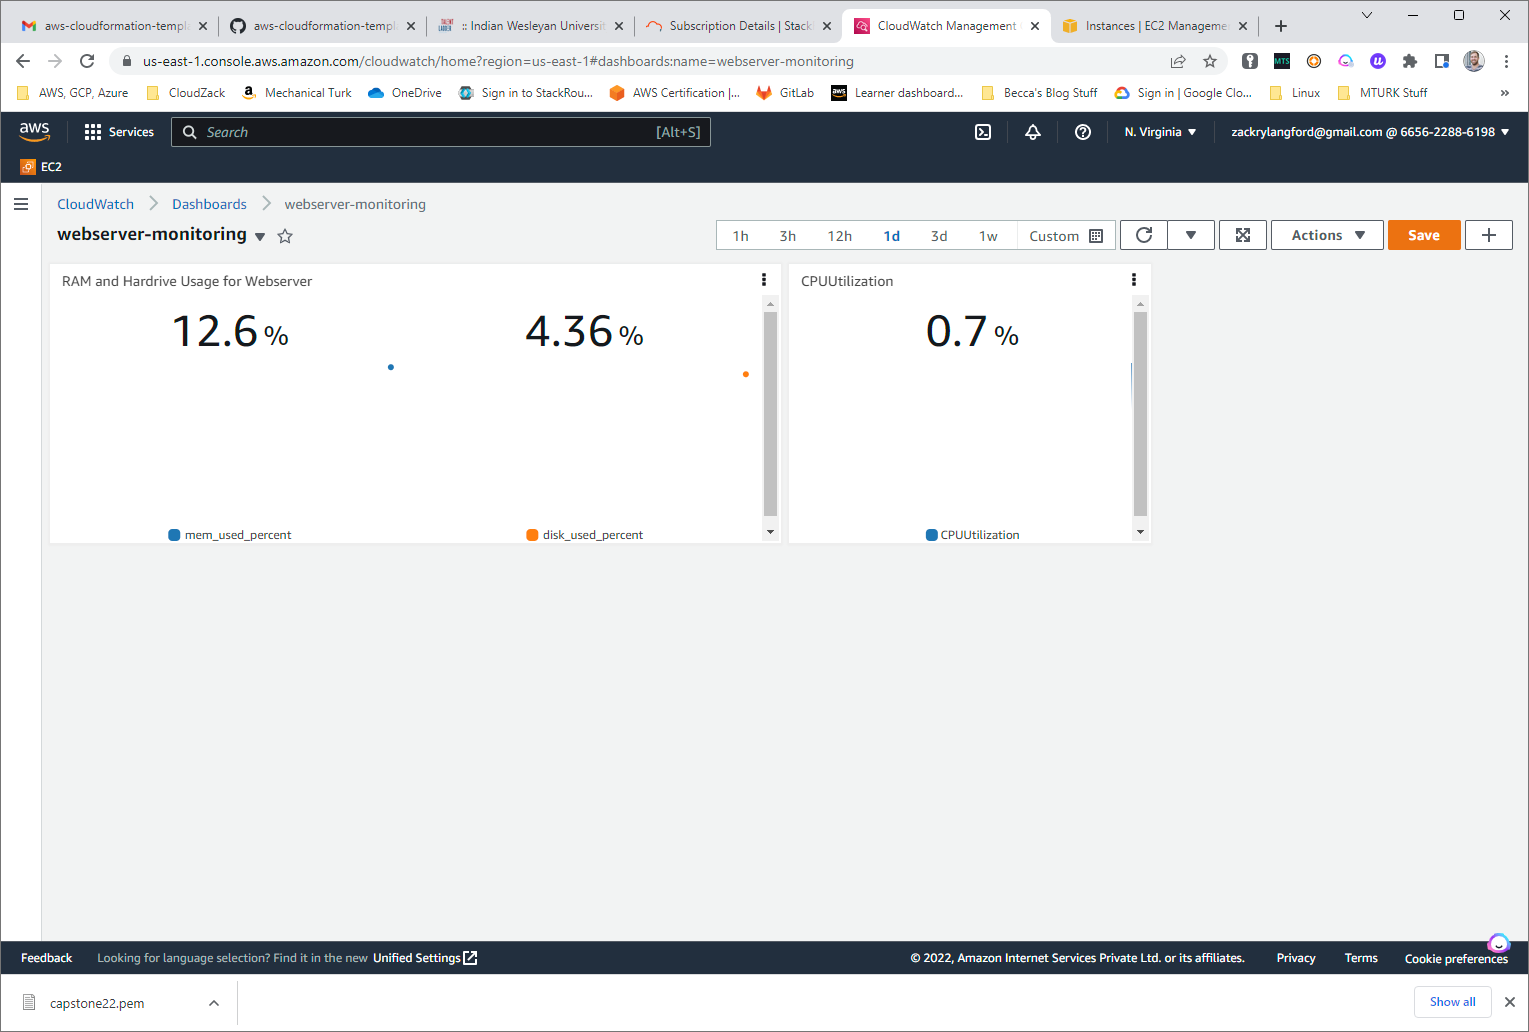 aws-cloudformation-templ
aws-cloudformation-templ
:: Indian Wesleyan Universit
Subscription Details | Stack
CloudWatch Management
Instances | EC2 Manageme
us-east-1.console.aws.amazon.com/cloudwatch/home?region=us-east-1#dashboards:name=webserver-monitoring
MTS
AWS, GCP, Azure
CloudZack
Mechanical Turk
OneDrive
Sign in to StackRou...
AWS Certification |...
GitLab
aws
Learner dashboard...
Becca's Blog Stuff
Sign in | Google Clo...
Linux
MTURK Stuff
»
aws
Services
Search
[Alt+S]
N. Virginia
zackrylangford@gmail.com @ 6656-2288-6198
EC2
CloudWatch
Dashboards
webserver-monitoring
webserver-monitoring
1h
3h
12h
1d
3d
1w
Custom
Actions
Save
RAM and Hardrive Usage for Webserver
12.6 %
4.36 %
mem_used_percent
disk_used_percent
CPUUtilization
0.7 %
CPUUtilization
Feedback
Looking for language selection? Find it in the new Unified Settings
© 2022, Amazon Internet Services Private Ltd. or its affiliates.
Privacy
Terms
Cookie preferences
capstone22.pem
Show all